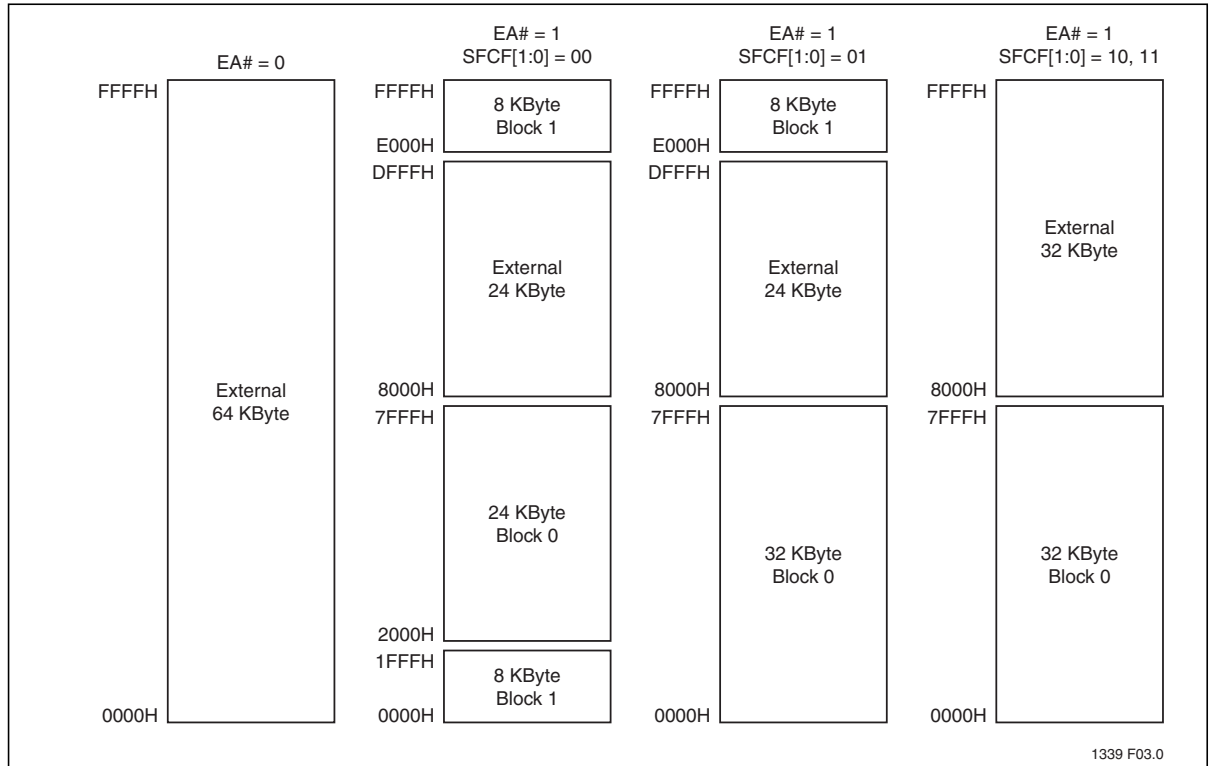 EA# = 0
FFFFH
External
64 KByte
0000H
EA# = 1
SFCF[1:0] = 00
FFFFH
8 KByte
Block 1
E000H
DFFFH
External
24 KByte
8000H
7FFFH
24 KByte
Block 0
2000H
1FFFH
8 KByte
Block 1
0000H
EA# = 1
SFCF[1:0] = 01
FFFFH
8 KByte
Block 1
E000H
DFFFH
External
24 KByte
8000H
7FFFH
32 KByte
Block 0
0000H
EA# = 1
SFCF[1:0] = 10, 11
FFFFH
External
32 KByte
8000H
7FFFH
32 KByte
Block 0
0000H
1339 F03.0